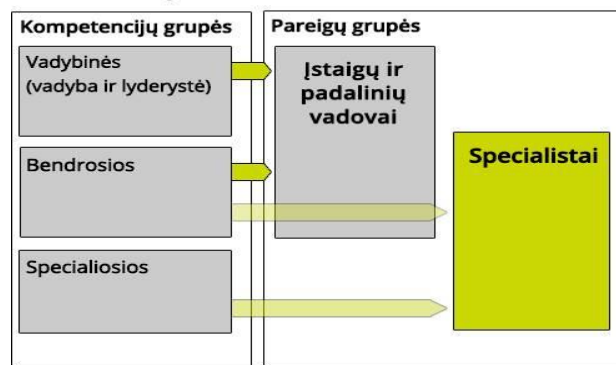 Kompetencijų grupės
Vadybinės
(vadyba ir lyderystė)
Bendrosios
Specialiosios
Pareigų grupės
Įstaigų ir
padalinių
vadovai
Specialistai